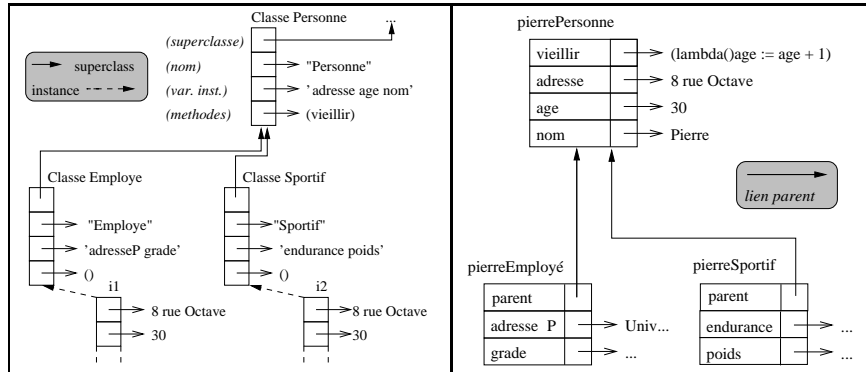 Classe Personne
...
(superclasse)
(nom)
"Personne"
(var. inst.)
' adresse age nom'
(methodes)
(vieillir)
superclass
instance
Classe Employe
Classe Sportif
"Employe"
"Sportif"
'adresseP grade'
'endurance poids'
()
()
i1
i2
8 rue Octave
8 rue Octave
30
30
pierrePersonne
vieillir
(lambda()age := age + 1)
adresse
8 rue Octave
age
30
nom
Pierre
lien parent
pierreEmployé
parent
adresse P
Univ...
grade
...
pierreSportif
parent
endurance
...
poids
...